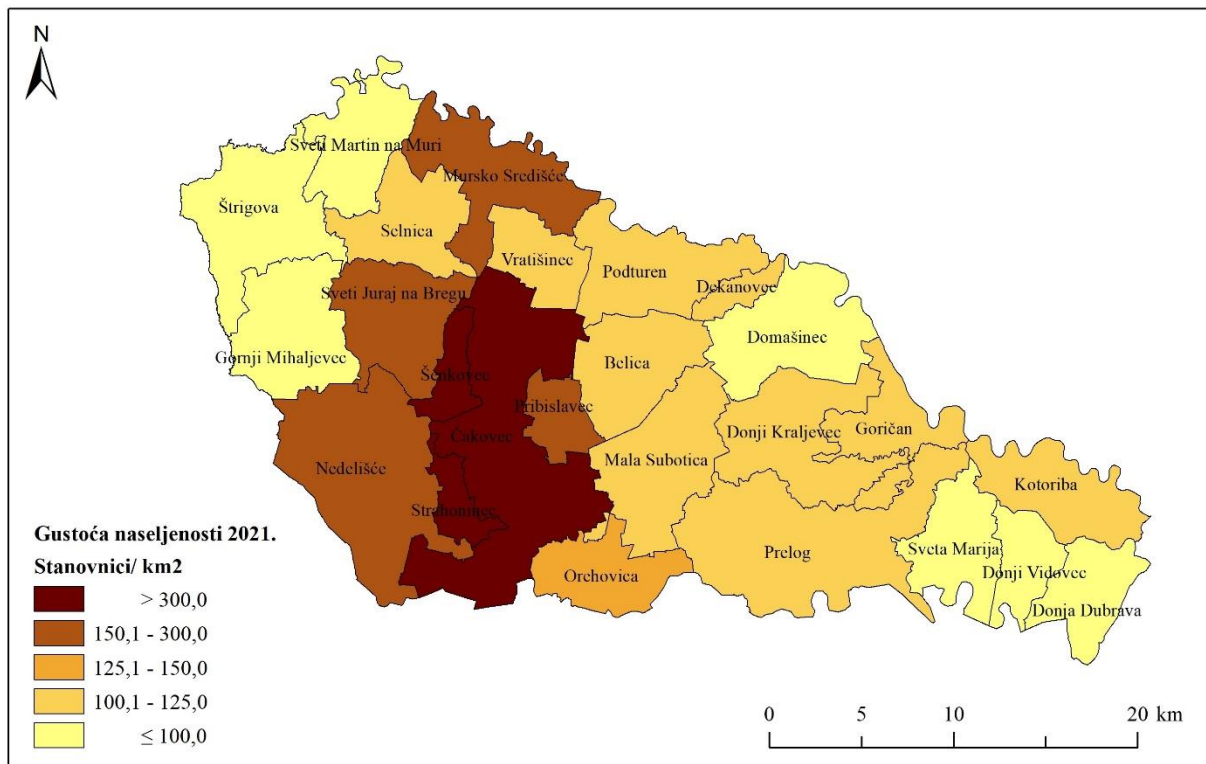 N
Sveti Martin na Muri
Mursko Središće
Štrigova
Selnica
Vratišinec
Podturen
Dekanovec
Sveti Juraj na Bregu
Domašinec
Gornji Mihaljevec
Šenkovec
Belica
Pribislavec
Donji Kraljevec
Goričan
Čakovec
Mala Subotica
Nedelišće
Kotoriba
Strahoninec
Prelog
Sveta Marija
Orehovica
Donji Vidovec
Donja Dubrava
Gustoća naseljenosti 2021.
Stanovnici/ km2
> 300,0
150,1 - 300,0
125,1 - 150,0
100,1 - 125,0
≤ 100,0
0 5 10 20 km